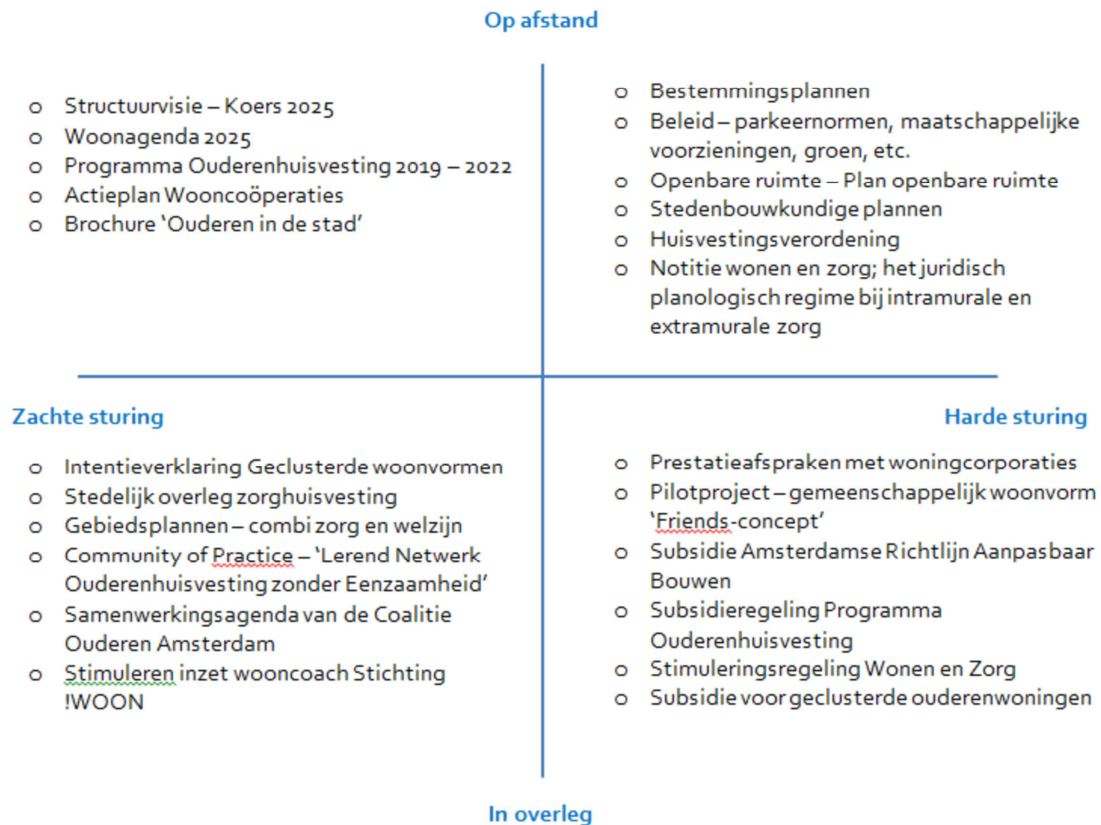 Op afstand
o Structuurvisie – Koers 2025
o Woonagenda 2025
o Programma Ouderenhuisvesting 2019 – 2022
o Actieplan Wooncoöperaties
o Brochure ‘Ouderen in de stad’
o Bestemmingsplannen
o Beleid – parkeernormen, maatschappelijke
voorzieningen, groen, etc.
o Openbare ruimte – Plan openbare ruimte
o Stedenbouwkundige plannen
o Huisvestingsverordening
o Notitie wonen en zorg; het juridisch
planologisch regime bij intramurale en
extramurale zorg
Zachte sturing
Harde sturing
o Intentieverklaring Geclusterde woonvormen
o Stedelijk overleg zorghuisvesting
o Gebiedsplannen – combi zorg en welzijn
o Community of Practice – ‘Lerend Netwerk
Ouderenhuisvesting zonder Eenzaamheid’
o Samenwerkingsagenda van de Coalitie
Ouderen Amsterdam
o Stimuleren inzet wooncoach Stichting
!WOON
o Prestatieafspraken met woningcorporaties
o Pilotproject – gemeenschappelijk woonvorm
‘Friends-concept’
o Subsidie Amsterdamse Richtlijn Aanpasbaar
Bouwen
o Subsidieregeling Programma
Ouderenhuisvesting
o Stimuleringsregeling Wonen en Zorg
o Subsidie voor geclusterde ouderenwoningen
In overleg